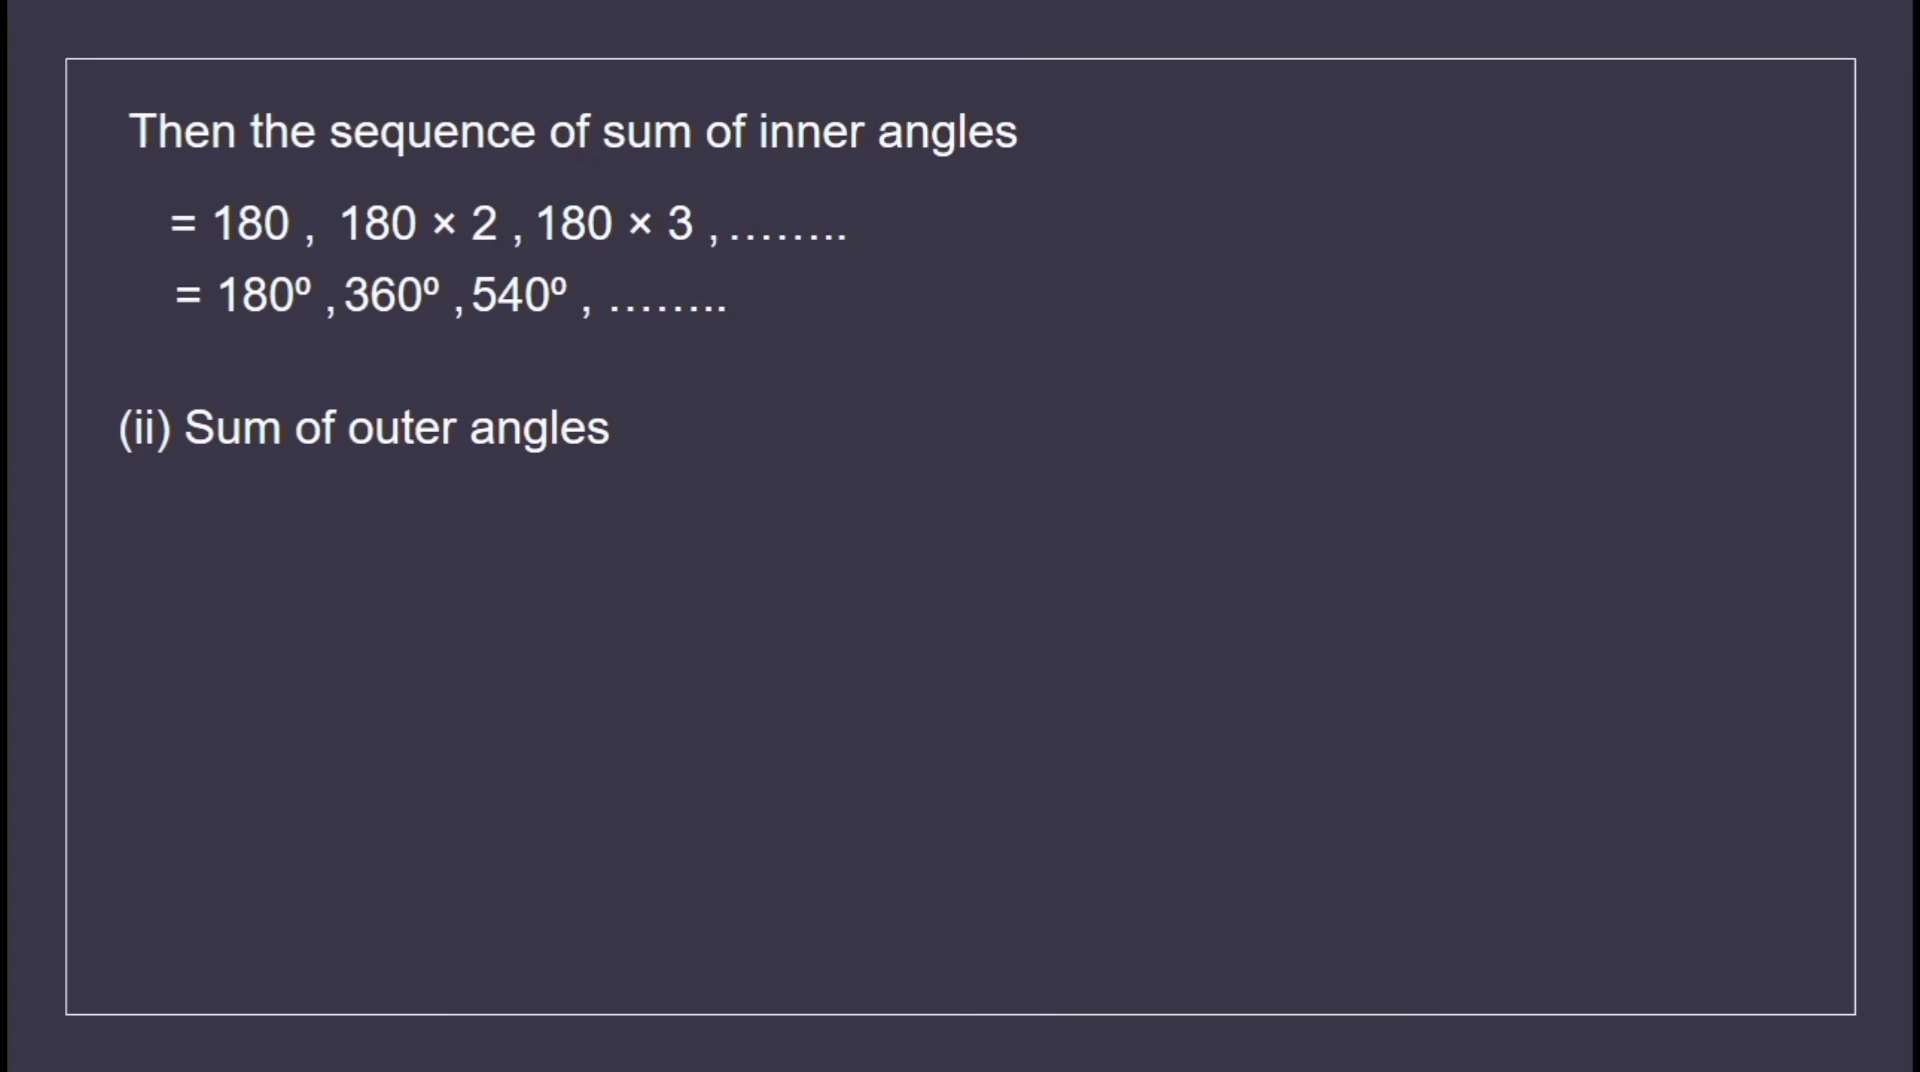 Then the sequence of sum of inner angles
= 180 , 180 × 2 , 180 × 3 , ........
= 180º , 360º , 540º , ........
(ii) Sum of outer angles